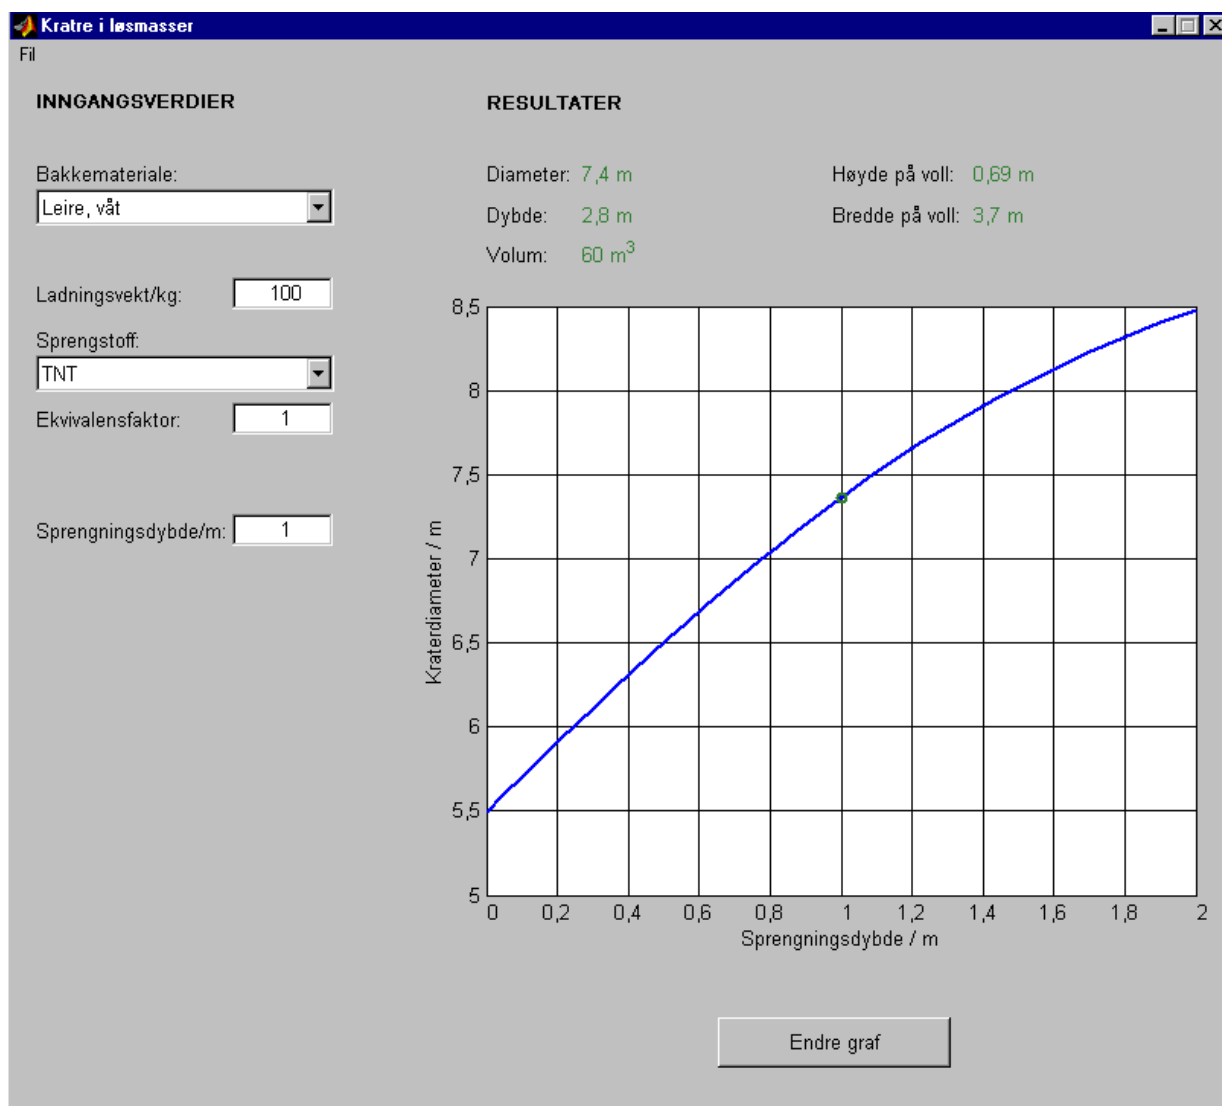 Kratre i løsmasser
Fil
INNGANGSVERDIER
Bakkemateriale:
Leire, våt
Ladningsvekt/kg: 100
Sprengstoff:
TNT
Ekvivalensfaktor: 1
Sprengningsdybde/m: 1
RESULTATER
Diameter: 7,4 m
Høyde på voll: 0,69 m
Dybde: 2,8 m
Bredde på voll: 3,7 m
Volum: 60 m³
8,5
8
7,5
7
6,5
6
5,5
5
Kraterdiameter / m
0 0,2 0,4 0,6 0,8 1 1,2 1,4 1,6 1,8 2
Sprengningsdybde / m
Endre graf